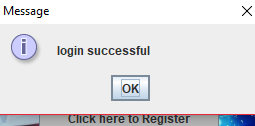 Message
login successful
OK
Click here to Register